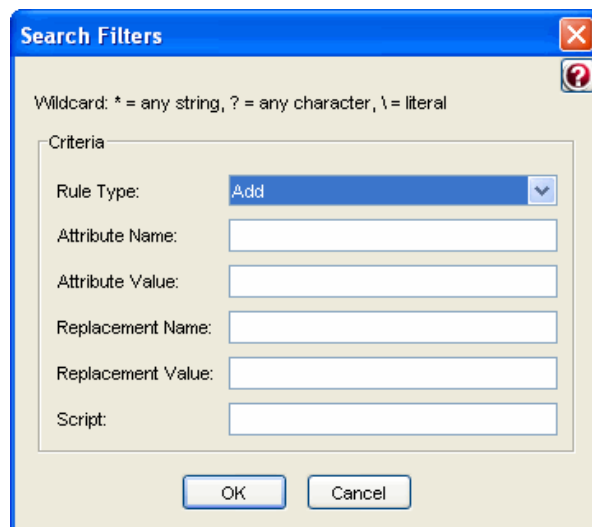 Search Filters
?
Wildcard: * = any string, ? = any character, \ = literal
Criteria
Rule Type:
Add
Attribute Name:
Attribute Value:
Replacement Name:
Replacement Value:
Script:
OK
Cancel